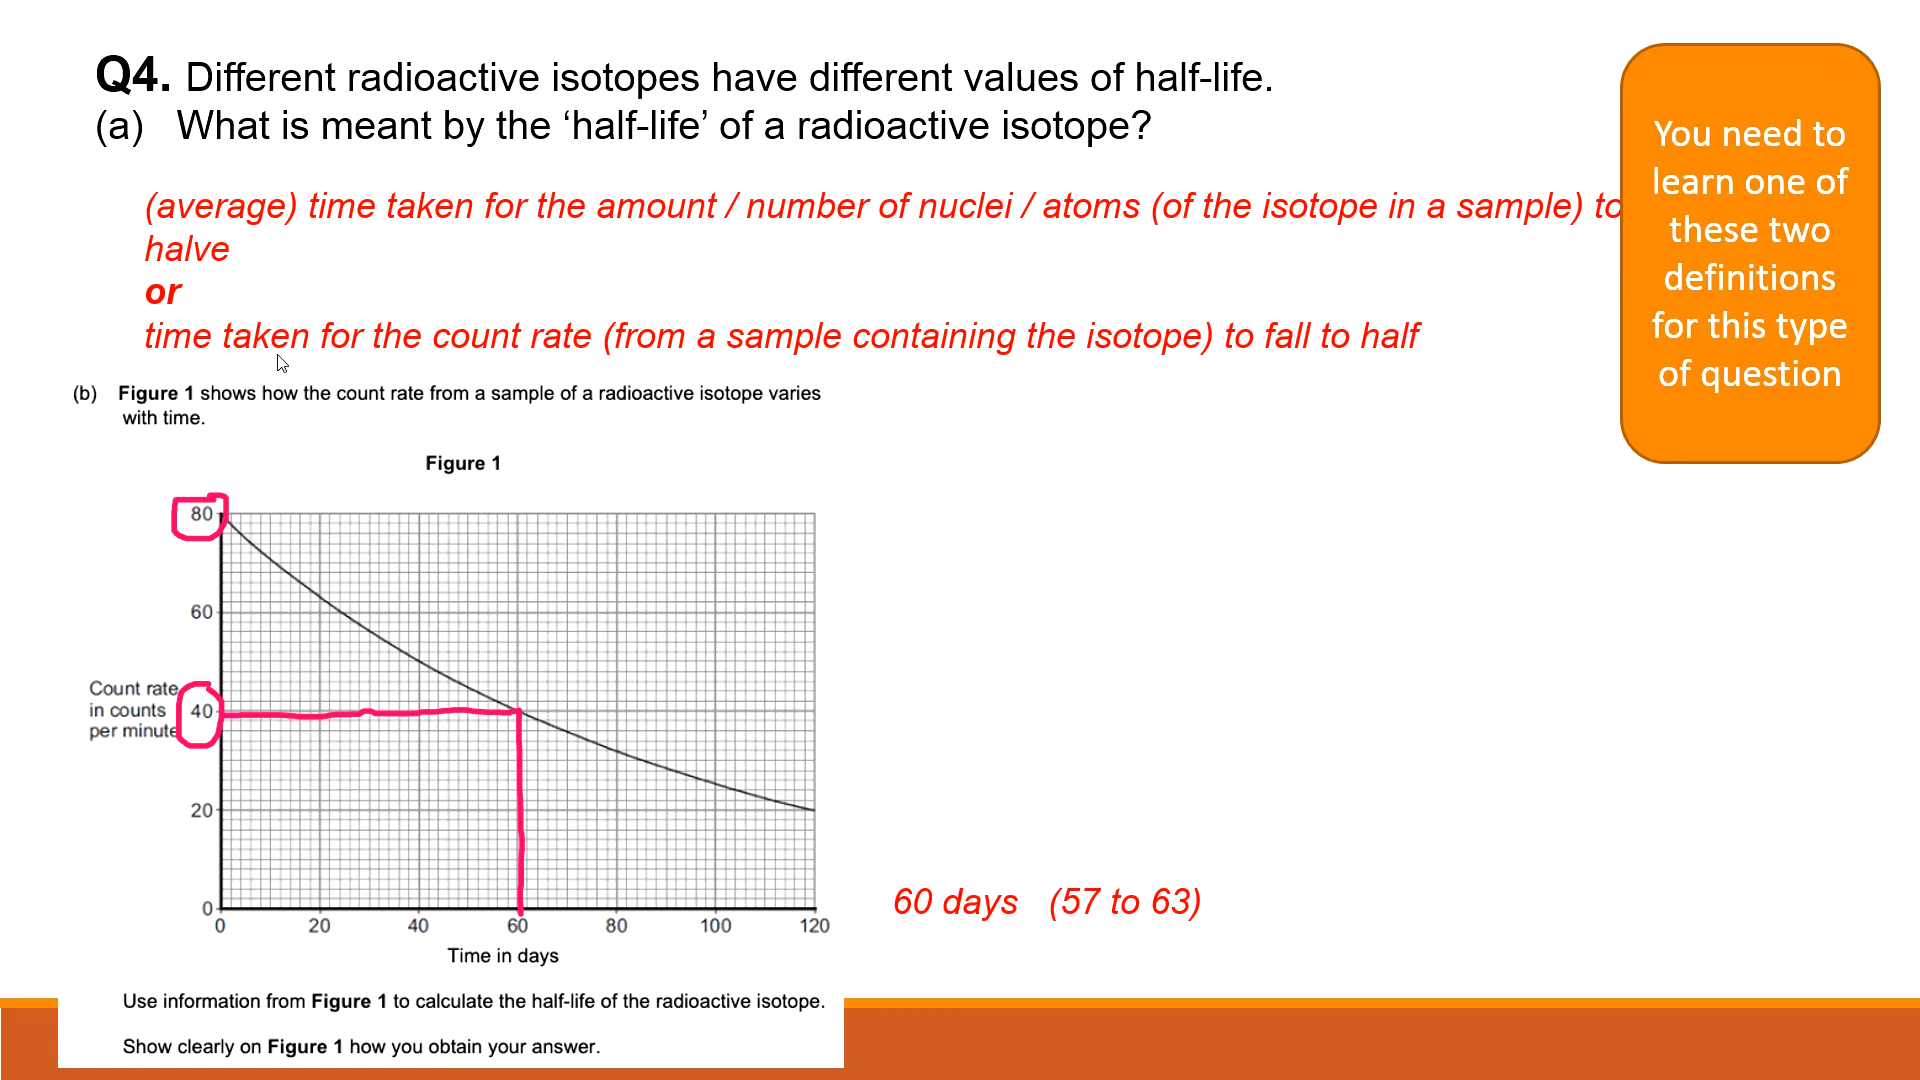 Q4. Different radioactive isotopes have different values of half-life.
(a) What is meant by the ‘half-life’ of a radioactive isotope?
(average) time taken for the amount / number of nuclei / atoms (of the isotope in a sample) to
halve
or
time taken for the count rate (from a sample containing the isotope) to fall to half
You need to
learn one of
these two
definitions
for this type
of question
(b) Figure 1 shows how the count rate from a sample of a radioactive isotope varies
with time.
Figure 1
80
60
Count rate
in counts
per minute
40
20
0
0 20 40 60 80 100 120
Time in days
60 days (57 to 63)
Use information from Figure 1 to calculate the half-life of the radioactive isotope.
Show clearly on Figure 1 how you obtain your answer.